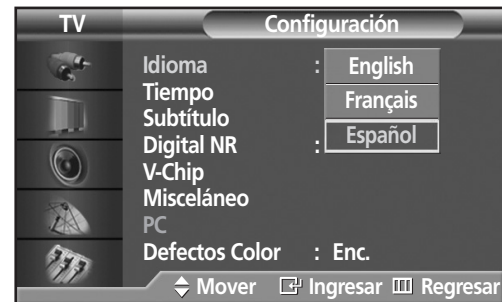 TV Configuración
Idioma : English
Français
Español
Tiempo
Subtítulo
Digital NR :
V-Chip
Misceláneo
PC
Defectos Color : Enc.
Mover Ingresar Regresar